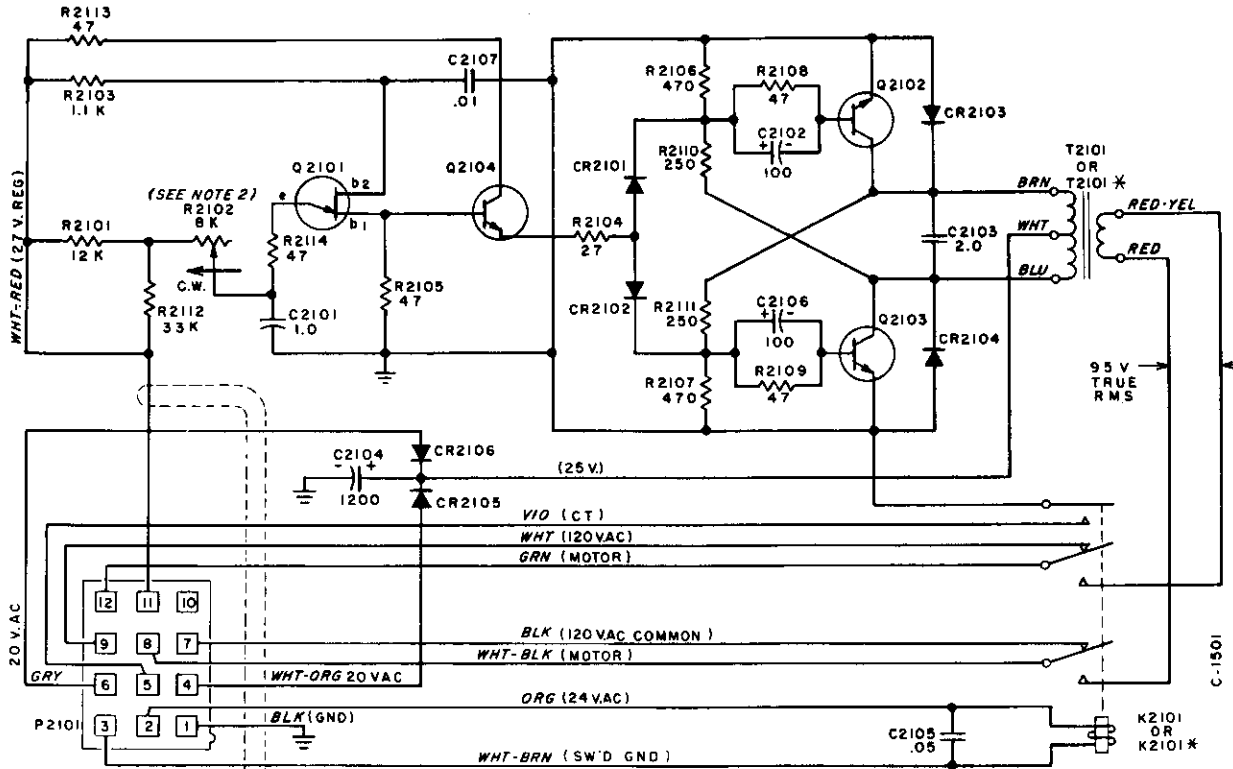 R2113
47
R2103
1.1 K
C2107
.01
Q2101
b2
e
b1
Q2104
(SEE NOTE 2)
R2102
8K
R2101
12 K
C.W.
R2114
47
R2105
47
R2112
33K
C2101
1.0
WHT-RED (27 V. REG)
R2106
470
R2108
47
Q2102
CR2103
CR2101
R2110
250
C2102
+ -
100
R2104
27
CR2102
R2111
250
C2106
+ -
100
Q2103
R2107
470
R2109
47
CR2104
C2103
2.0
T2101
OR
T2101 *
BRN
WHT
BLU
RED-YEL
RED
95 V
TRUE
RMS
C2104
- +
1200
CR2106
CR2105
(25 V.)
VIO (CT)
WHT (120 V.AC)
GRN (MOTOR)
BLK (120 V.AC COMMON)
WHT-BLK (MOTOR)
WHT-ORG 20 VAC
ORG (24 V.AC)
BLK (GND)
WHT-BRN (SW'D GND)
20 V.AC
GRY
P2101
12 11 10
9 8 7
6 5 4
3 2 1
C2105
.05
K2101
OR
K2101 *
C-1501